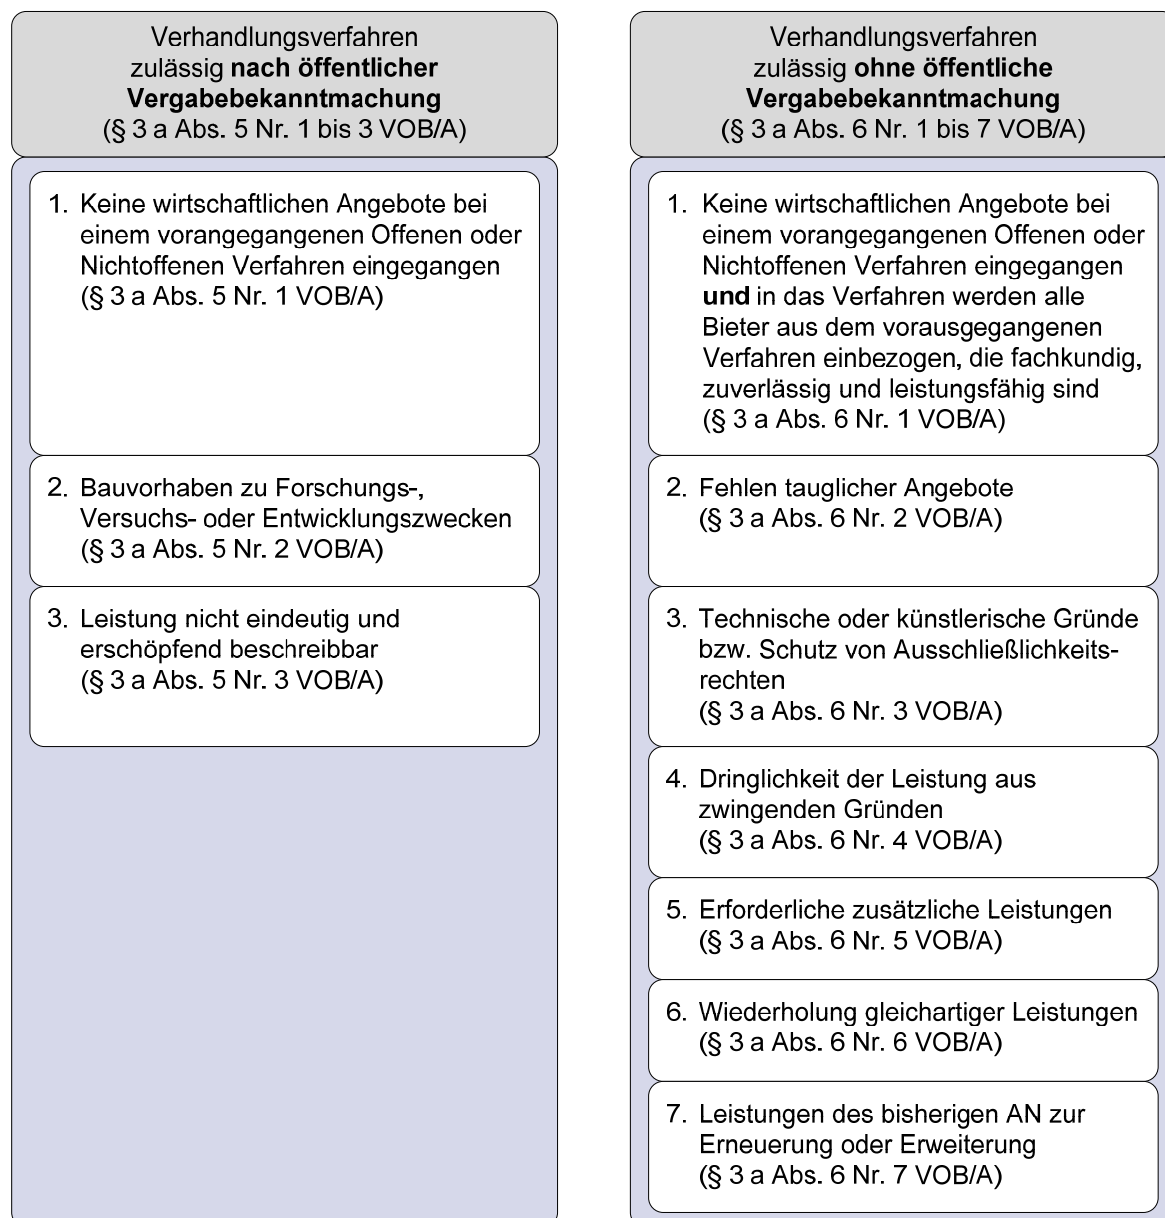 Verhandlungsverfahren
zulässig nach öffentlicher
Vergabebekanntmachung
(§ 3 a Abs. 5 Nr. 1 bis 3 VOB/A)
1. Keine wirtschaftlichen Angebote bei
einem vorangegangenen Offenen oder
Nichtoffenen Verfahren eingegangen
(§ 3 a Abs. 5 Nr. 1 VOB/A)
2. Bauvorhaben zu Forschungs-,
Versuchs- oder Entwicklungszwecken
(§ 3 a Abs. 5 Nr. 2 VOB/A)
3. Leistung nicht eindeutig und
erschöpfend beschreibbar
(§ 3 a Abs. 5 Nr. 3 VOB/A)
Verhandlungsverfahren
zulässig ohne öffentliche
Vergabebekanntmachung
(§ 3 a Abs. 6 Nr. 1 bis 7 VOB/A)
1. Keine wirtschaftlichen Angebote bei
einem vorangegangenen Offenen oder
Nichtoffenen Verfahren eingegangen
und in das Verfahren werden alle
Bieter aus dem vorausgegangenen
Verfahren einbezogen, die fachkundig,
zuverlässig und leistungsfähig sind
(§ 3 a Abs. 6 Nr. 1 VOB/A)
2. Fehlen tauglicher Angebote
(§ 3 a Abs. 6 Nr. 2 VOB/A)
3. Technische oder künstlerische Gründe
bzw. Schutz von Ausschließlichkeits-
rechten
(§ 3 a Abs. 6 Nr. 3 VOB/A)
4. Dringlichkeit der Leistung aus
zwingenden Gründen
(§ 3 a Abs. 6 Nr. 4 VOB/A)
5. Erforderliche zusätzliche Leistungen
(§ 3 a Abs. 6 Nr. 5 VOB/A)
6. Wiederholung gleichartiger Leistungen
(§ 3 a Abs. 6 Nr. 6 VOB/A)
7. Leistungen des bisherigen AN zur
Erneuerung oder Erweiterung
(§ 3 a Abs. 6 Nr. 7 VOB/A)